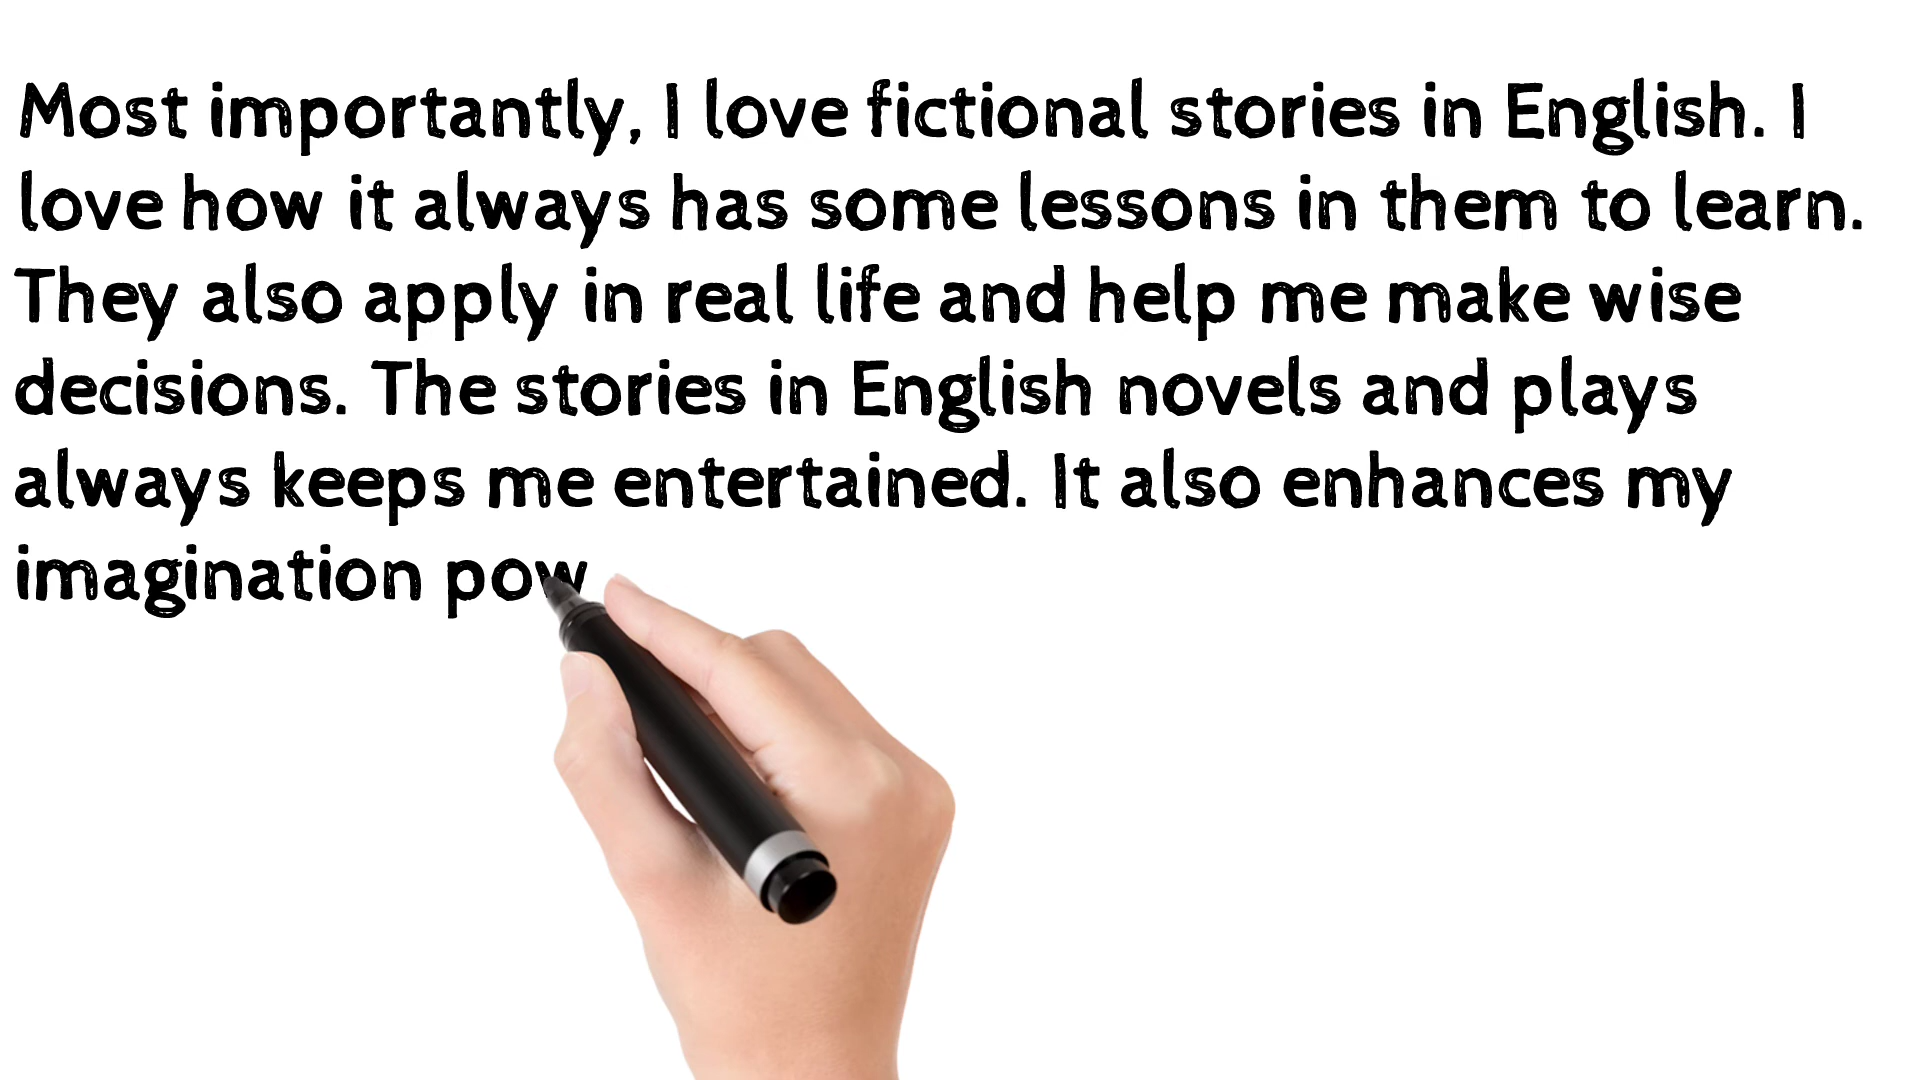 Most importantly, I love fictional stories in English. I
love how it always has some lessons in them to learn.
They also apply in real life and help me make wise
decisions. The stories in English novels and plays
always keeps me entertained. It also enhances my
imagination pow